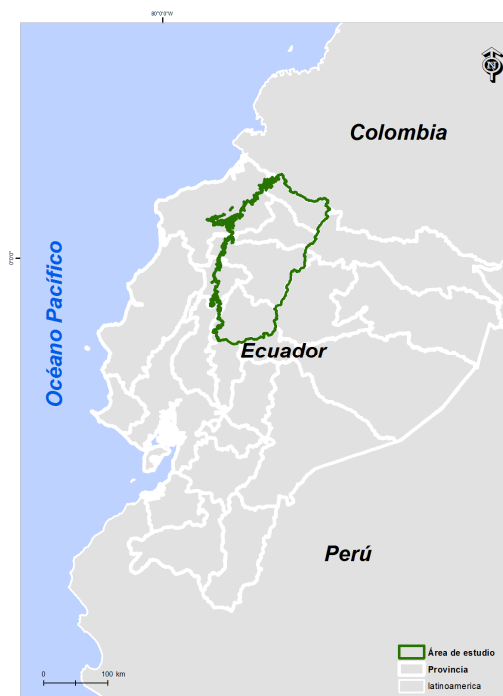 80°0'0"W
N
Colombia
0°0'0"
Océano Pacífico
Ecuador
Perú
Área de estudio
Provincia
latinoamerica
0
100 km